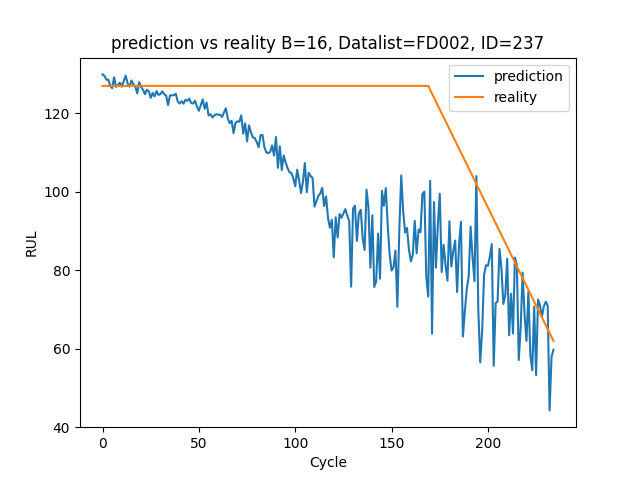 prediction vs reality B=16, Datalist=FD002, ID=237
prediction
reality
120
100
80
60
40
RUL
0 50 100 150 200
Cycle